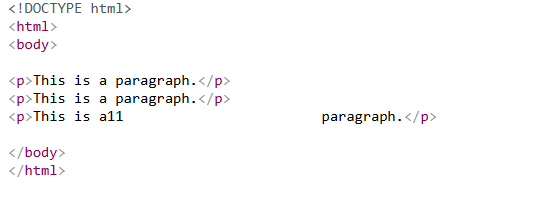 <!DOCTYPE html>
<html>
<body>
<p>This is a paragraph.</p>
<p>This is a paragraph.</p>
<p>This is a11                        paragraph.</p>
</body>
</html>